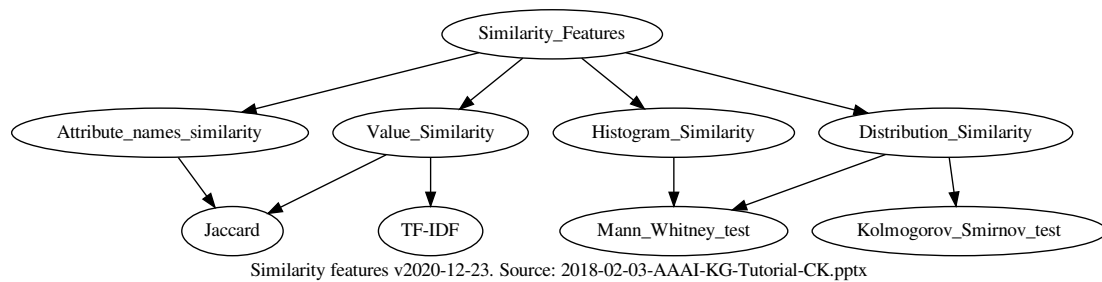 Similarity_Features
Attribute_names_similarity
Value_Similarity
Histogram_Similarity
Distribution_Similarity
Jaccard
TF-IDF
Mann_Whitney_test
Kolmogorov_Smirnov_test
Similarity features v2020-12-23. Source: 2018-02-03-AAAI-KG-Tutorial-CK.pptx